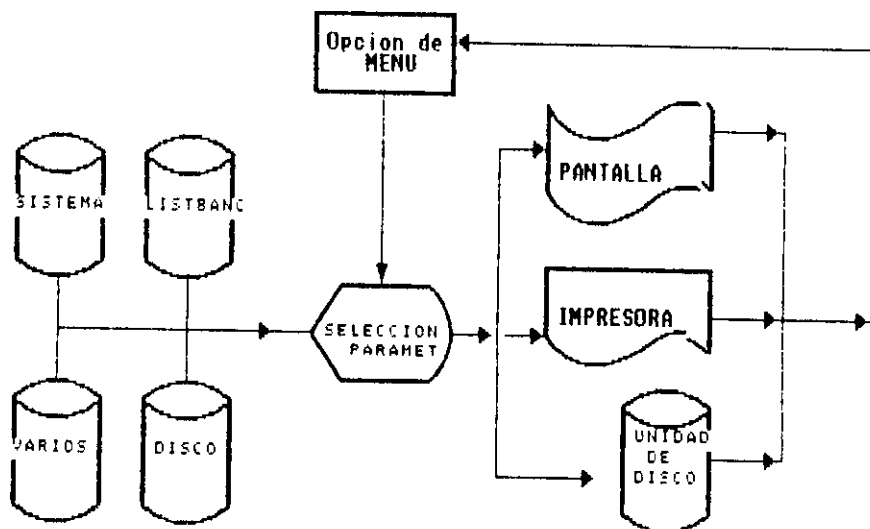 Opcion de
MENU
SISTEMA
LISTBANC
PANTALLA
SELECCION
PARAMET
IMPRESORA
VARIOS
DISCO
UNIDAD
DE
DISCO